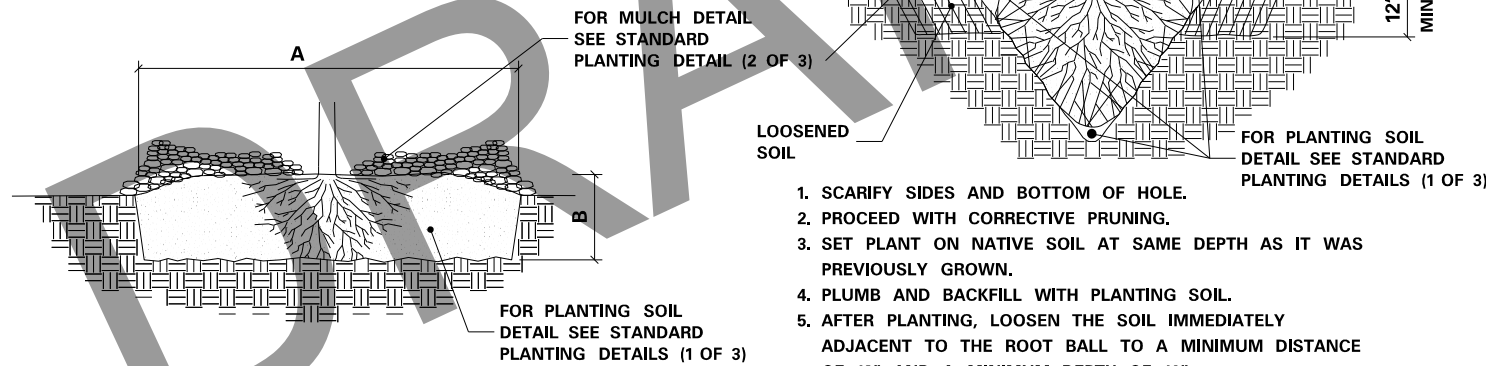 FOR MULCH DETAIL
SEE STANDARD
PLANTING DETAIL (2 OF 3)
A
B
FOR PLANTING SOIL
DETAIL SEE STANDARD
PLANTING DETAILS (1 OF 3)
12"
MIN
LOOSENED
SOIL
FOR PLANTING SOIL
DETAIL SEE STANDARD
PLANTING DETAILS (1 OF 3)
1. SCARIFY SIDES AND BOTTOM OF HOLE.
2. PROCEED WITH CORRECTIVE PRUNING.
3. SET PLANT ON NATIVE SOIL AT SAME DEPTH AS IT WAS
PREVIOUSLY GROWN.
4. PLUMB AND BACKFILL WITH PLANTING SOIL.
5. AFTER PLANTING, LOOSEN THE SOIL IMMEDIATELY
ADJACENT TO THE ROOT BALL TO A MINIMUM DISTANCE